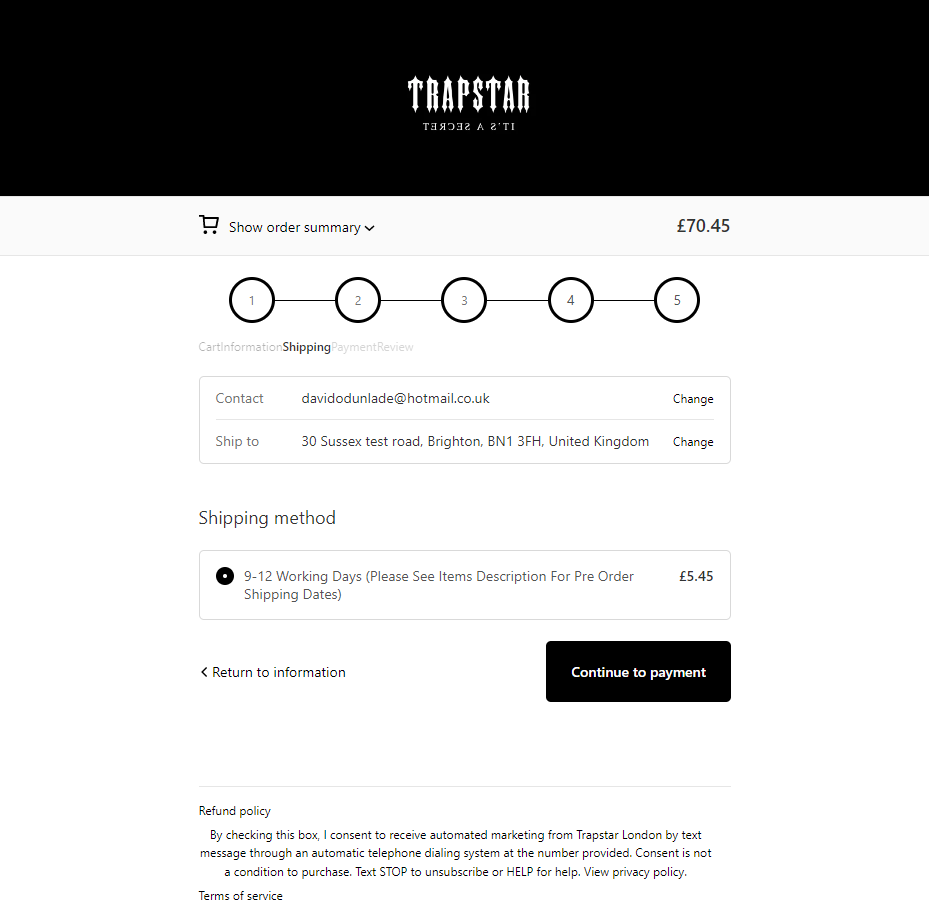 TRAPSTAR
IT'S A SECRET
Show order summary £70.45
1 2 3 4 5
CartInformationShippingPaymentReview
Contact davidodunlade@hotmail.co.uk Change
Ship to 30 Sussex test road, Brighton, BN1 3FH, United Kingdom Change
Shipping method
9-12 Working Days (Please See Items Description For Pre Order £5.45
Shipping Dates)
Return to information Continue to payment
Refund policy
By checking this box, I consent to receive automated marketing from Trapstar London by text
message through an automatic telephone dialing system at the number provided. Consent is not
a condition to purchase. Text STOP to unsubscribe or HELP for help. View privacy policy.
Terms of service